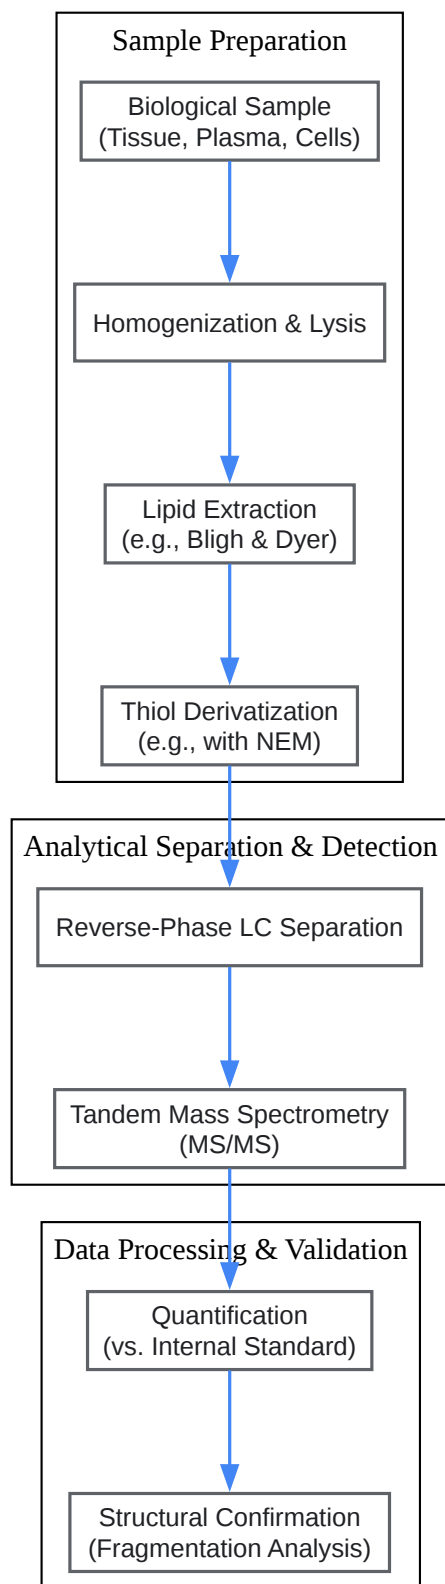 Sample Preparation
Biological Sample
(Tissue, Plasma, Cells)
Homogenization & Lysis
Lipid Extraction
(e.g., Bligh & Dyer)
Thiol Derivatization
(e.g., with NEM)
Analytical Separation & Detection
Reverse-Phase LC Separation
Tandem Mass Spectrometry
(MS/MS)
Data Processing & Validation
Quantification
(vs. Internal Standard)
Structural Confirmation
(Fragmentation Analysis)